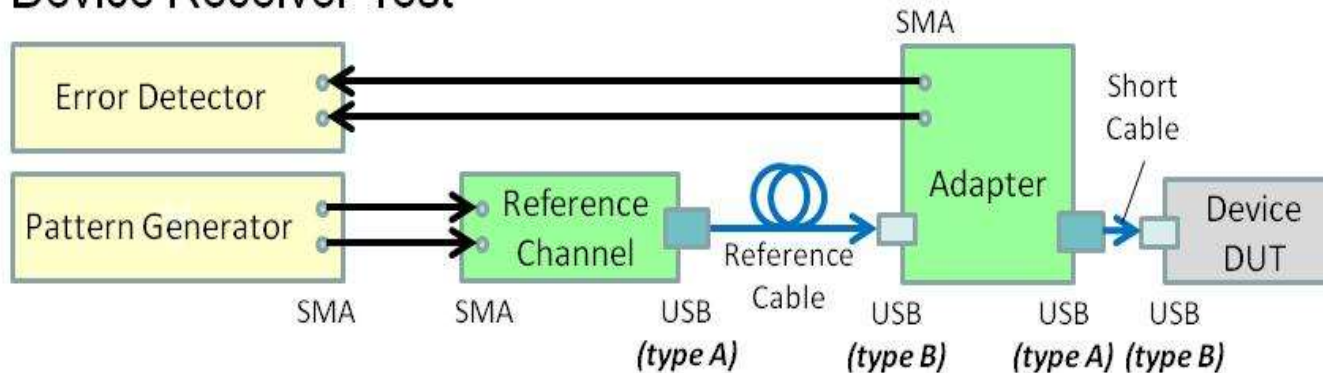 Device Receiver Test
SMA
Error Detector
Short
Cable
Adapter
Pattern Generator
Reference
Channel
Reference
Cable
Device
DUT
SMA
SMA
USB
(type A)
USB
(type B)
USB
(type A)
USB
(type B)